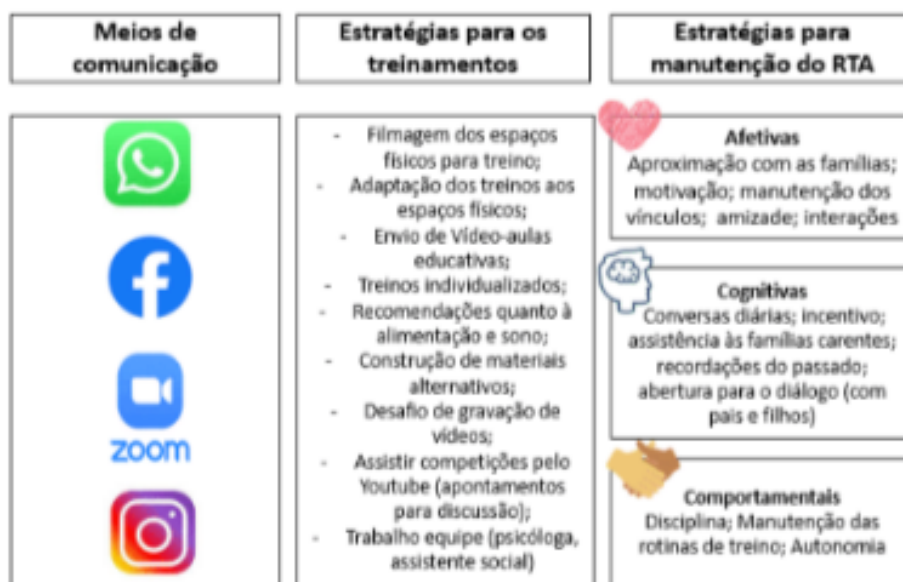 Meios de
comunicação
Estratégias para os
treinamentos
Estratégias para
manutenção do RTA
zoom
- Filmagem dos espaços
físicos para treino;
- Adaptação dos treinos aos
espaços físicos;
- Envio de Vídeo-aulas
educativas;
- Treinos individualizados;
- Recomendações quanto à
alimentação e sono;
- Construção de materiais
alternativos;
- Desafio de gravação de
vídeos;
- Assistir competições pelo
Youtube (apontamentos
para discussão);
- Trabalho equipe (psicóloga,
assistente social)
Afetivas
Aproximação com as famílias;
motivação; manutenção dos
vínculos; amizade; interações
Cognitivas
Conversas diárias; incentivo;
assistência às famílias carentes;
recordações do passado;
abertura para o diálogo (com
pais e filhos)
Comportamentais
Disciplina; Manutenção das
rotinas de treino; Autonomia